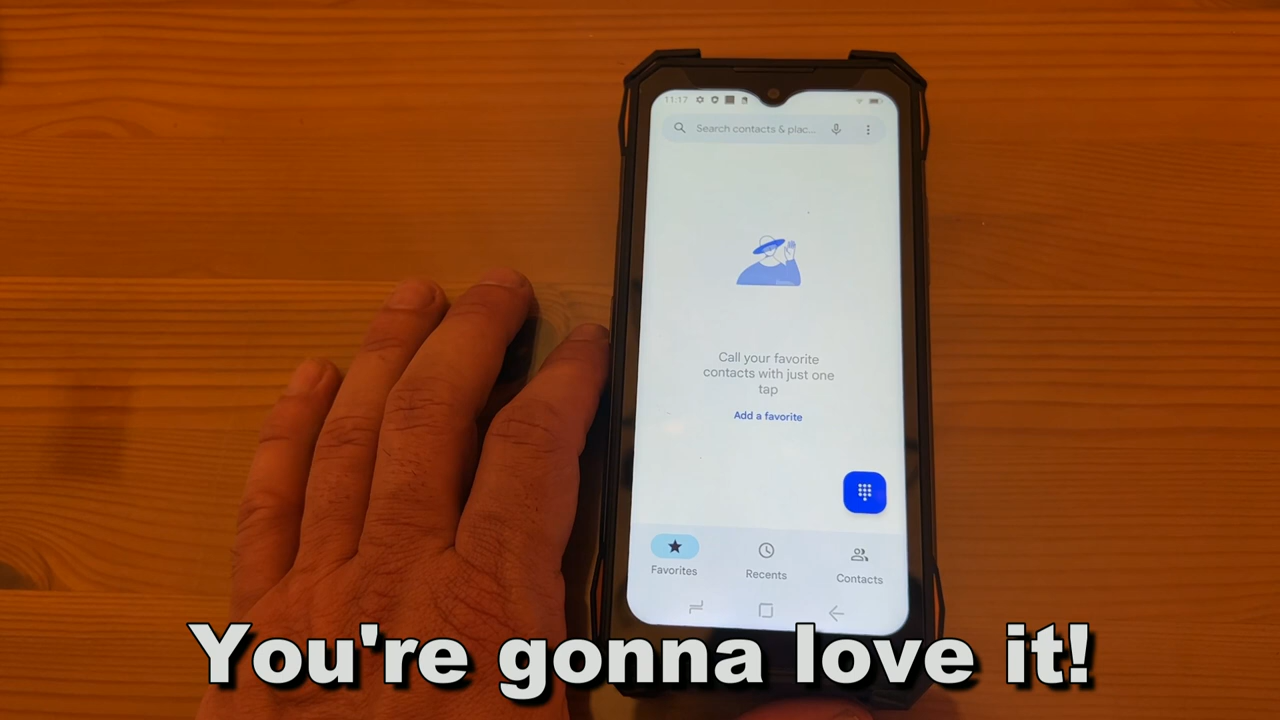 11:17
Search contacts & plac...
Call your favorite
contacts with just one
tap
Add a favorite
Favorites
Recents
Contacts
You're gonna love it!